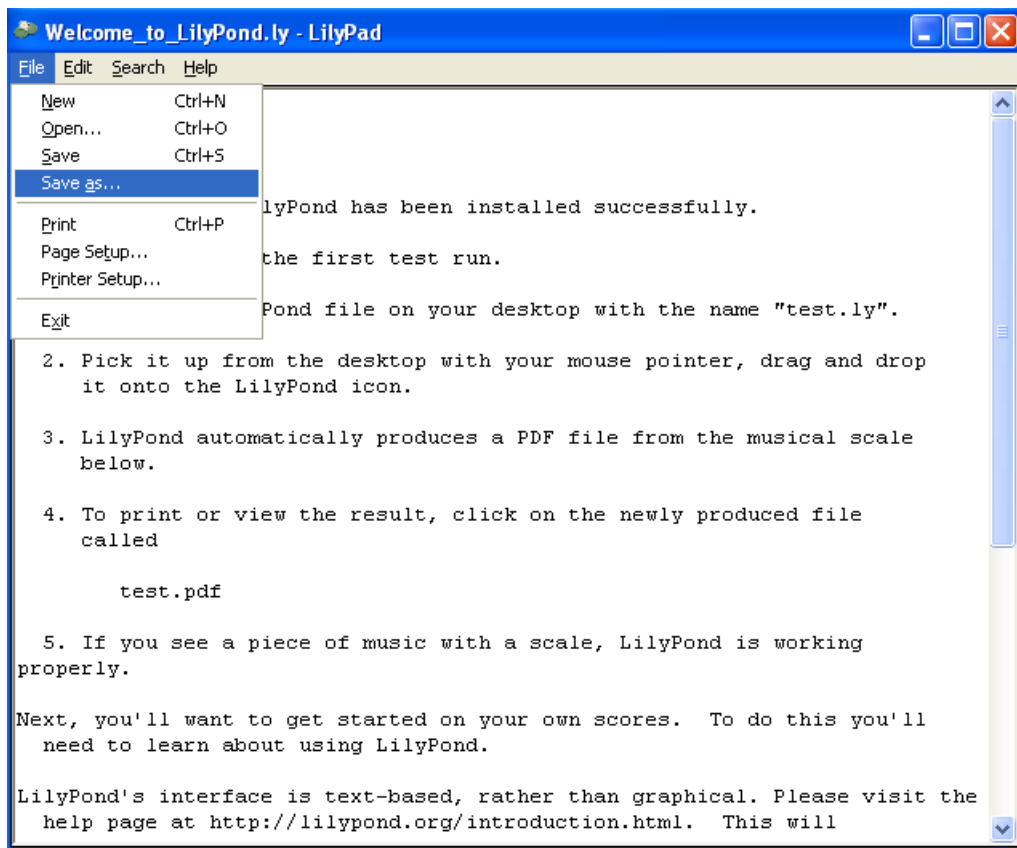 Welcome_to_LilyPond.ly - LilyPad
File Edit Search Help
New Ctrl+N
Open... Ctrl+O
Save Ctrl+S
Save as...
Print Ctrl+P
Page Setup...
Printer Setup...
Exit
lyPond has been installed successfully.
the first test run.
Pond file on your desktop with the name "test.ly".
2. Pick it up from the desktop with your mouse pointer, drag and drop
it onto the LilyPond icon.
3. LilyPond automatically produces a PDF file from the musical scale
below.
4. To print or view the result, click on the newly produced file
called
test.pdf
5. If you see a piece of music with a scale, LilyPond is working
properly.
Next, you'll want to get started on your own scores. To do this you'll
need to learn about using LilyPond.
LilyPond's interface is text-based, rather than graphical. Please visit the
help page at http://lilypond.org/introduction.html. This will